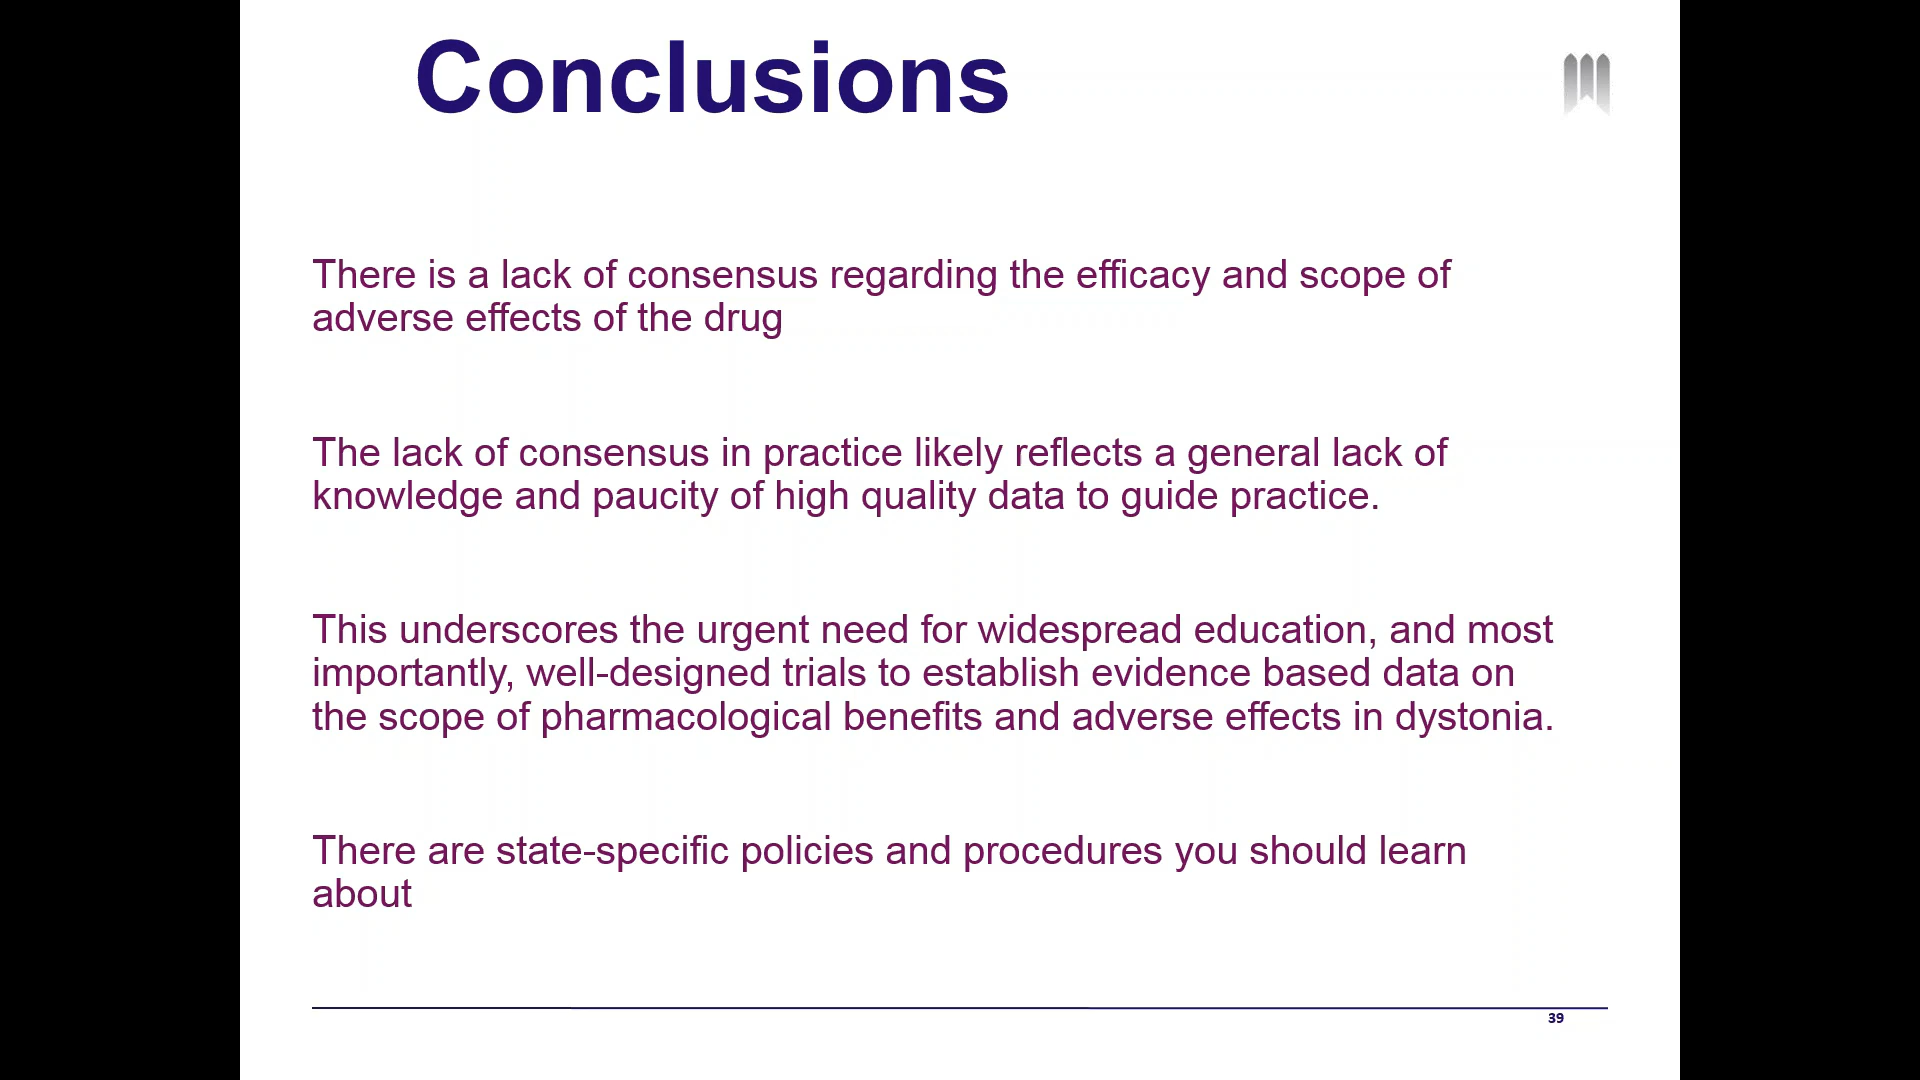 Conclusions
There is a lack of consensus regarding the efficacy and scope of
adverse effects of the drug
The lack of consensus in practice likely reflects a general lack of
knowledge and paucity of high quality data to guide practice.
This underscores the urgent need for widespread education, and most
importantly, well-designed trials to establish evidence based data on
the scope of pharmacological benefits and adverse effects in dystonia.
There are state-specific policies and procedures you should learn
about
39